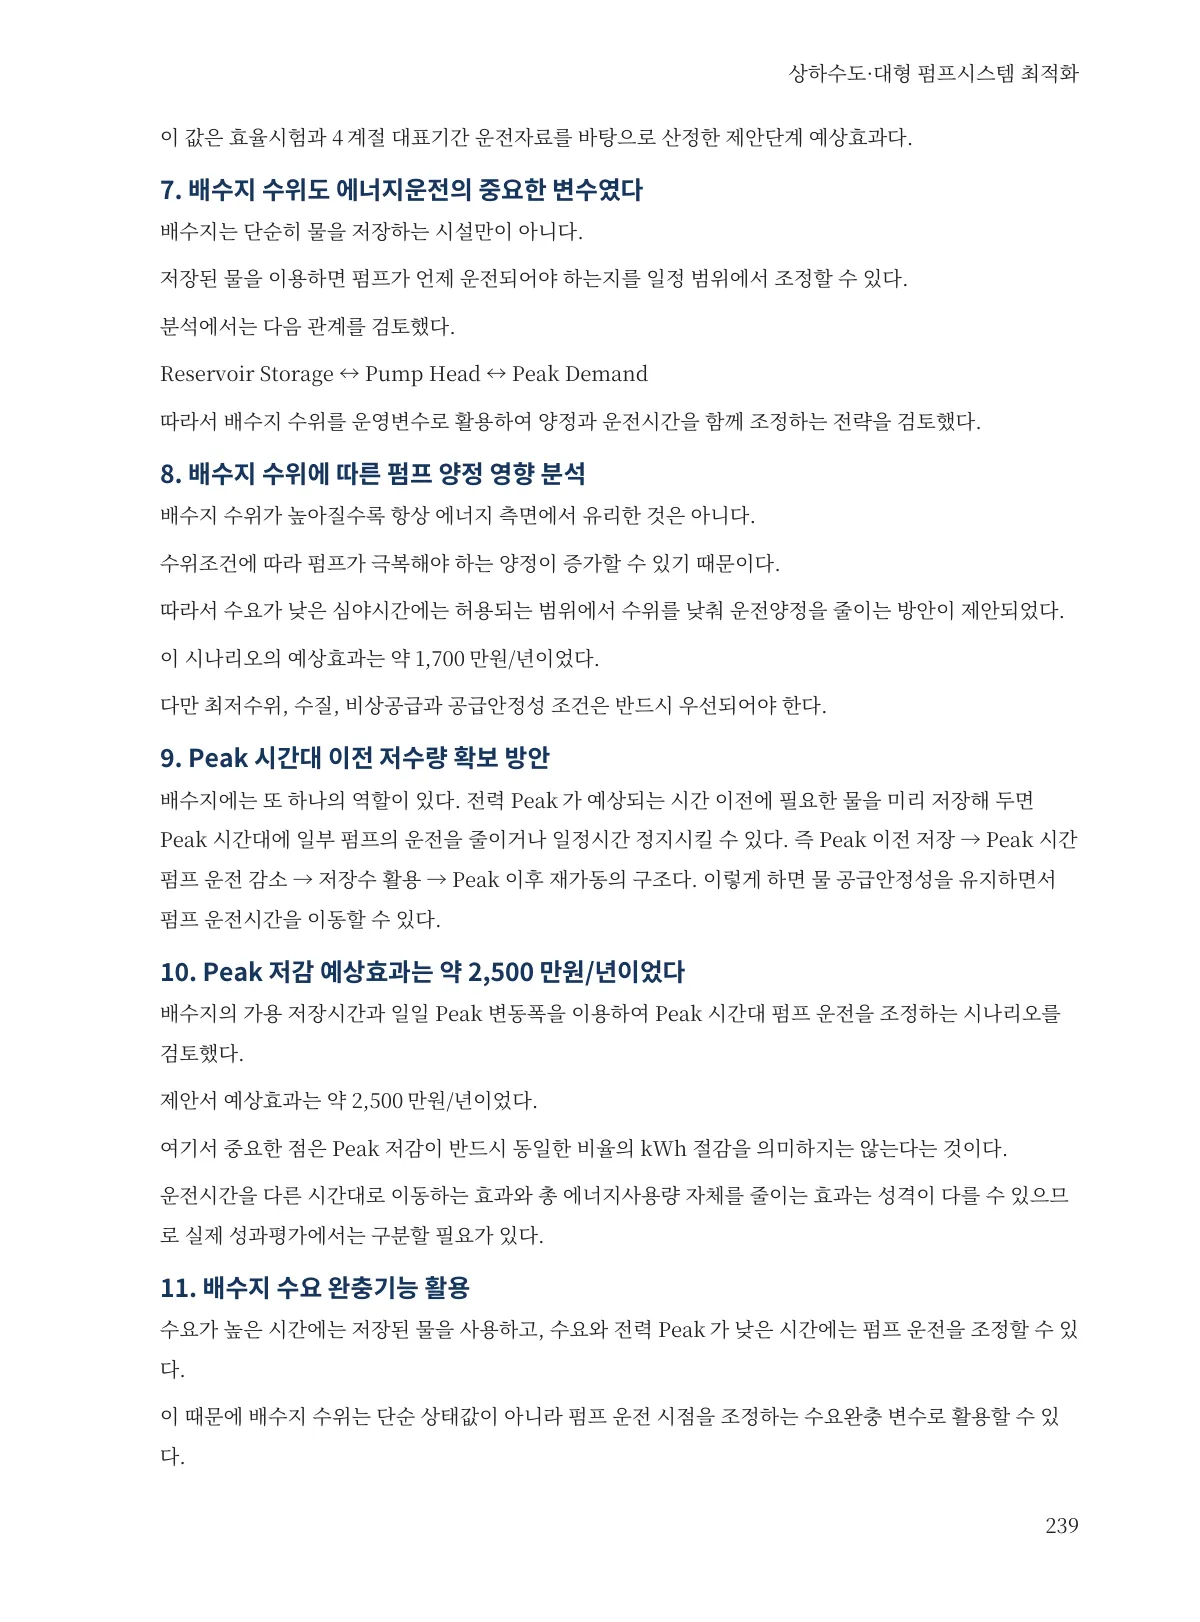 상하수도·대형 펌프시스템 최적화
이 값은 효율시험과 4 계절 대표기간 운전자료를 바탕으로 산정한 제안단계 예상효과다.
7. 배수지 수위도 에너지운전의 중요한 변수였다
배수지는 단순히 물을 저장하는 시설만이 아니다.
저장된 물을 이용하면 펌프가 언제 운전되어야 하는지를 일정 범위에서 조정할 수 있다.
분석에서는 다음 관계를 검토했다.
Reservoir Storage ↔ Pump Head ↔ Peak Demand
따라서 배수지 수위를 운영변수로 활용하여 양정과 운전시간을 함께 조정하는 전략을 검토했다.
8. 배수지 수위에 따른 펌프 양정 영향 분석
배수지 수위가 높아질수록 항상 에너지 측면에서 유리한 것은 아니다.
수위조건에 따라 펌프가 극복해야 하는 양정이 증가할 수 있기 때문이다.
따라서 수요가 낮은 심야시간에는 허용되는 범위에서 수위를 낮춰 운전양정을 줄이는 방안이 제안되었다.
이 시나리오의 예상효과는 약 1,700 만원/년이었다.
다만 최저수위, 수질, 비상공급과 공급안정성 조건은 반드시 우선되어야 한다.
9. Peak 시간대 이전 저수량 확보 방안
배수지에는 또 하나의 역할이 있다. 전력 Peak 가 예상되는 시간 이전에 필요한 물을 미리 저장해 두면
Peak 시간대에 일부 펌프의 운전을 줄이거나 일정시간 정지시킬 수 있다. 즉 Peak 이전 저장 → Peak 시간
펌프 운전 감소 → 저장수 활용 → Peak 이후 재가동의 구조다. 이렇게 하면 물 공급안정성을 유지하면서
펌프 운전시간을 이동할 수 있다.
10. Peak 저감 예상효과는 약 2,500 만원/년이었다
배수지의 가용 저장시간과 일일 Peak 변동폭을 이용하여 Peak 시간대 펌프 운전을 조정하는 시나리오를
검토했다.
제안서 예상효과는 약 2,500 만원/년이었다.
여기서 중요한 점은 Peak 저감이 반드시 동일한 비율의 kWh 절감을 의미하지는 않는다는 것이다.
운전시간을 다른 시간대로 이동하는 효과와 총 에너지사용량 자체를 줄이는 효과는 성격이 다를 수 있으므
로 실제 성과평가에서는 구분할 필요가 있다.
11. 배수지 수요 완충기능 활용
수요가 높은 시간에는 저장된 물을 사용하고, 수요와 전력 Peak 가 낮은 시간에는 펌프 운전을 조정할 수 있
다.
이 때문에 배수지 수위는 단순 상태값이 아니라 펌프 운전 시점을 조정하는 수요완충 변수로 활용할 수 있
다.
239